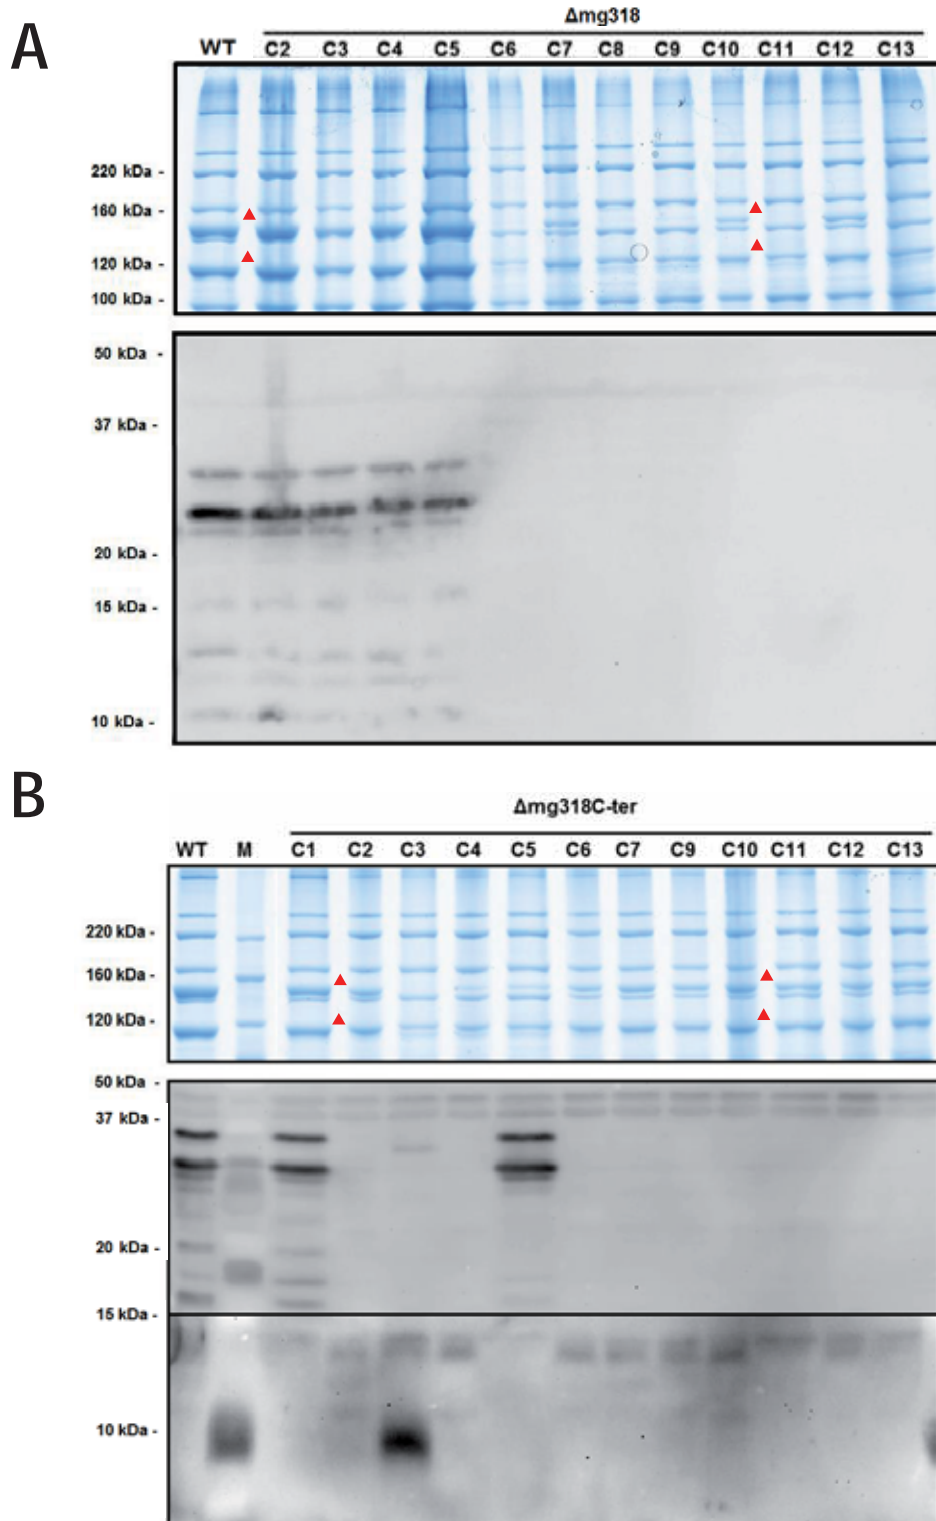 A
Δmg318
WT C2 C3 C4 C5 C6 C7 C8 C9 C10 C11 C12 C13
220 kDa -
160 kDa -
120 kDa -
100 kDa -
50 kDa -
37 kDa -
20 kDa -
15 kDa -
10 kDa -
B
Δmg318C-ter
WT M C1 C2 C3 C4 C5 C6 C7 C9 C10 C11 C12 C13
220 kDa -
160 kDa -
120 kDa -
50 kDa -
37 kDa -
20 kDa -
15 kDa -
10 kDa -